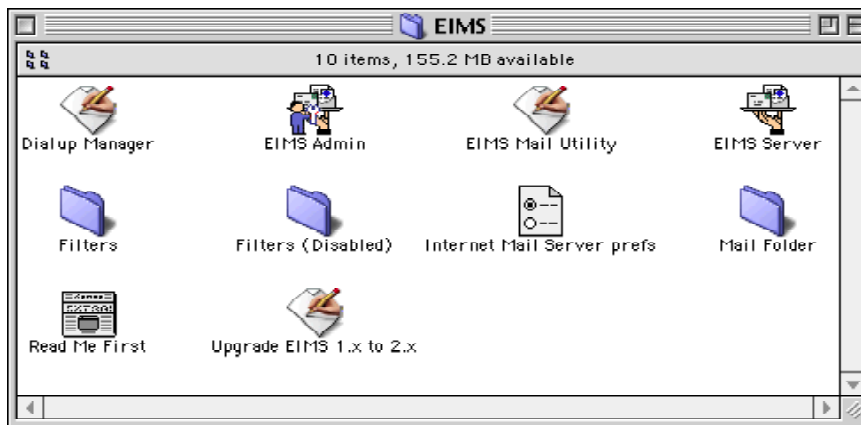 EIMS
10 items, 155.2 MB available
Dialup Manager
EIMS Admin
EIMS Mail Utility
EIMS Server
Filters
Filters (Disabled)
Internet Mail Server prefs
Mail Folder
Read Me First
Upgrade EIMS 1.x to 2.x